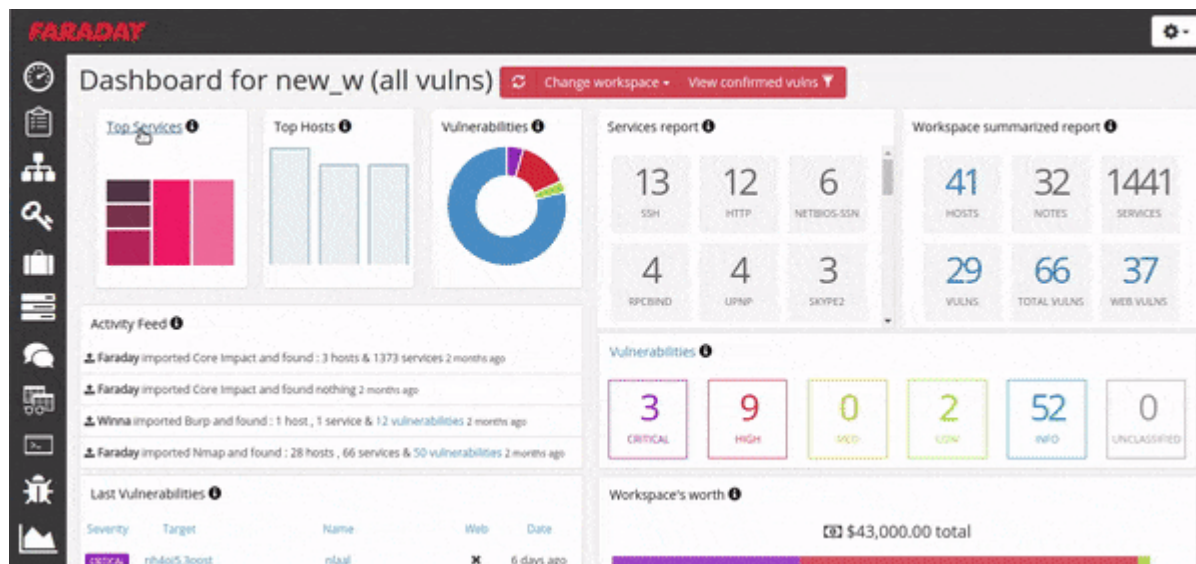 FARADAY
Dashboard for new_w (all vulns)
Change workspace
View confirmed vulns
Top Services
Top Hosts
Vulnerabilities
Services report
13
SSH
12
HTTP
6
NETBIOS-SSN
4
RPCBIND
4
UPNP
3
SKYPE2
Workspace summarized report
41
HOSTS
32
NOTES
1441
SERVICES
29
VULNS
66
TOTAL VULNS
37
WEB VULNS
Activity Feed
Faraday imported Core Impact and found : 3 hosts & 1373 services 2 months ago
Faraday imported Core Impact and found nothing 2 months ago
Winna imported Burp and found : 1 host , 1 service & 12 vulnerabilities 2 months ago
Faraday imported Nmap and found : 28 hosts , 66 services & 50 vulnerabilities 2 months ago
Vulnerabilities
3
CRITICAL
9
HIGH
0
MED
2
LOW
52
INFO
0
UNCLASSIFIED
Last Vulnerabilities
Severity Target Name Web Date
CRITICAL 6 days ago
Workspace's worth
$43,000.00 total